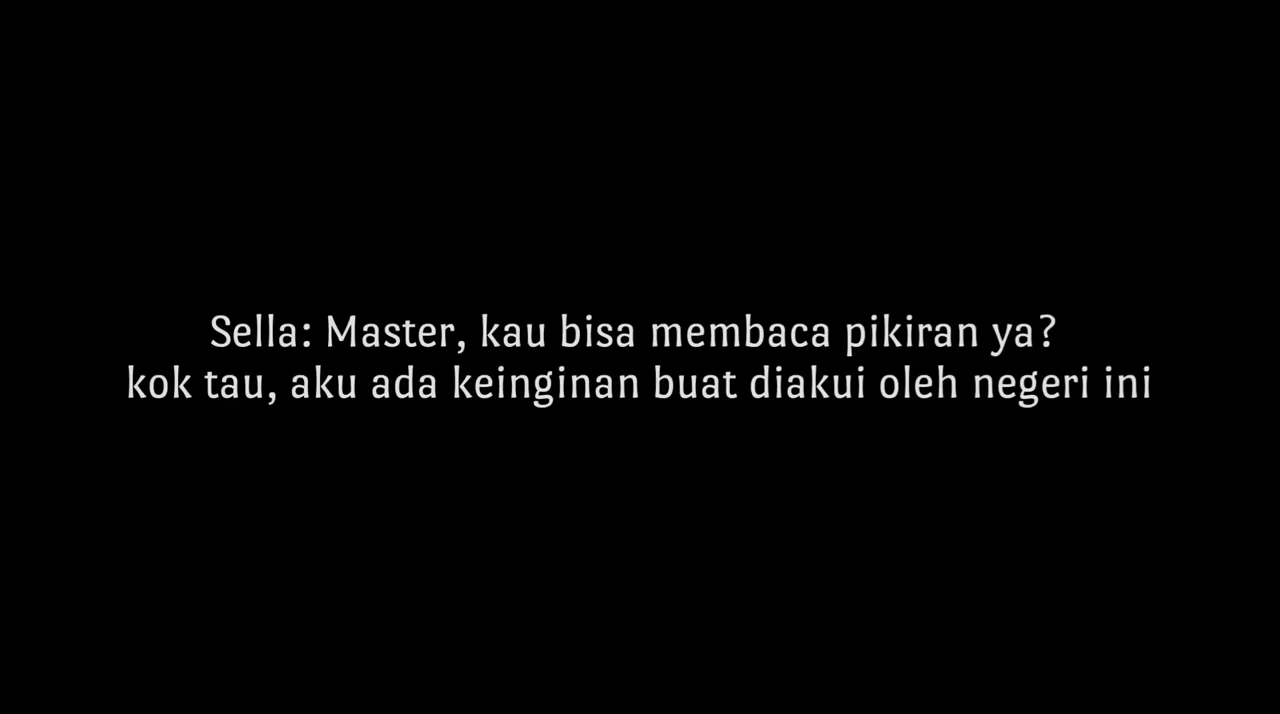 Sella: Master, kau bisa membaca pikiran ya?
kok tau, aku ada keinginan buat diakui oleh negeri ini